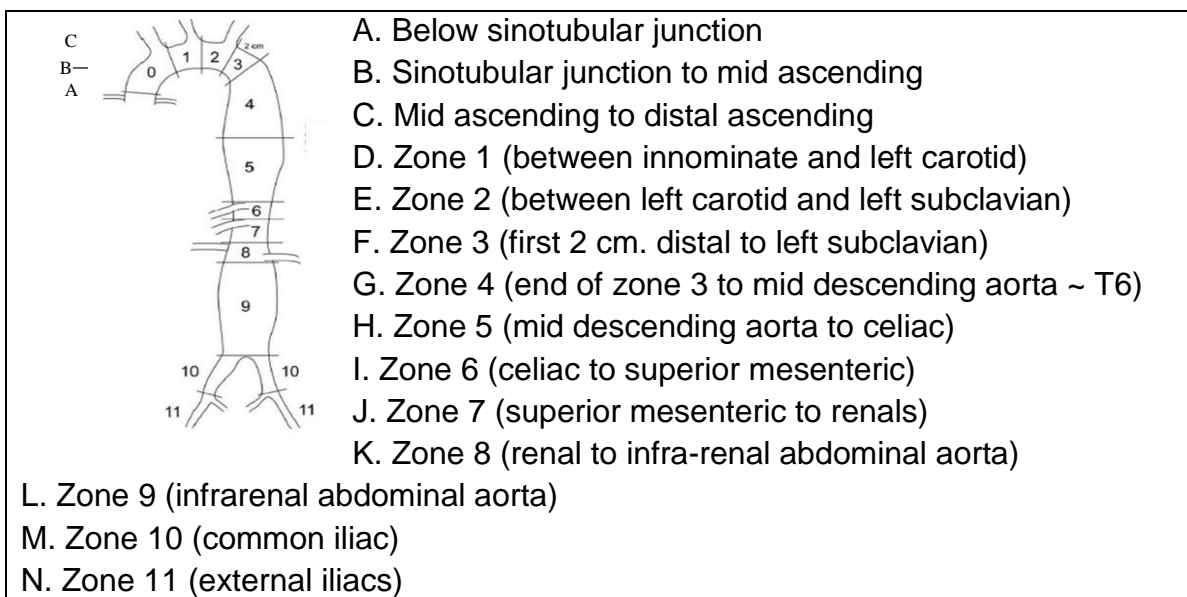 C
B
A
0
1
2
3
2 cm
4
5
6
7
8
9
10
10
11
11
A. Below sinotubular junction
B. Sinotubular junction to mid ascending
C. Mid ascending to distal ascending
D. Zone 1 (between innominate and left carotid)
E. Zone 2 (between left carotid and left subclavian)
F. Zone 3 (first 2 cm. distal to left subclavian)
G. Zone 4 (end of zone 3 to mid descending aorta ~ T6)
H. Zone 5 (mid descending aorta to celiac)
I. Zone 6 (celiac to superior mesenteric)
J. Zone 7 (superior mesenteric to renals)
K. Zone 8 (renal to infra-renal abdominal aorta)
L. Zone 9 (infrarenal abdominal aorta)
M. Zone 10 (common iliac)
N. Zone 11 (external iliacs)